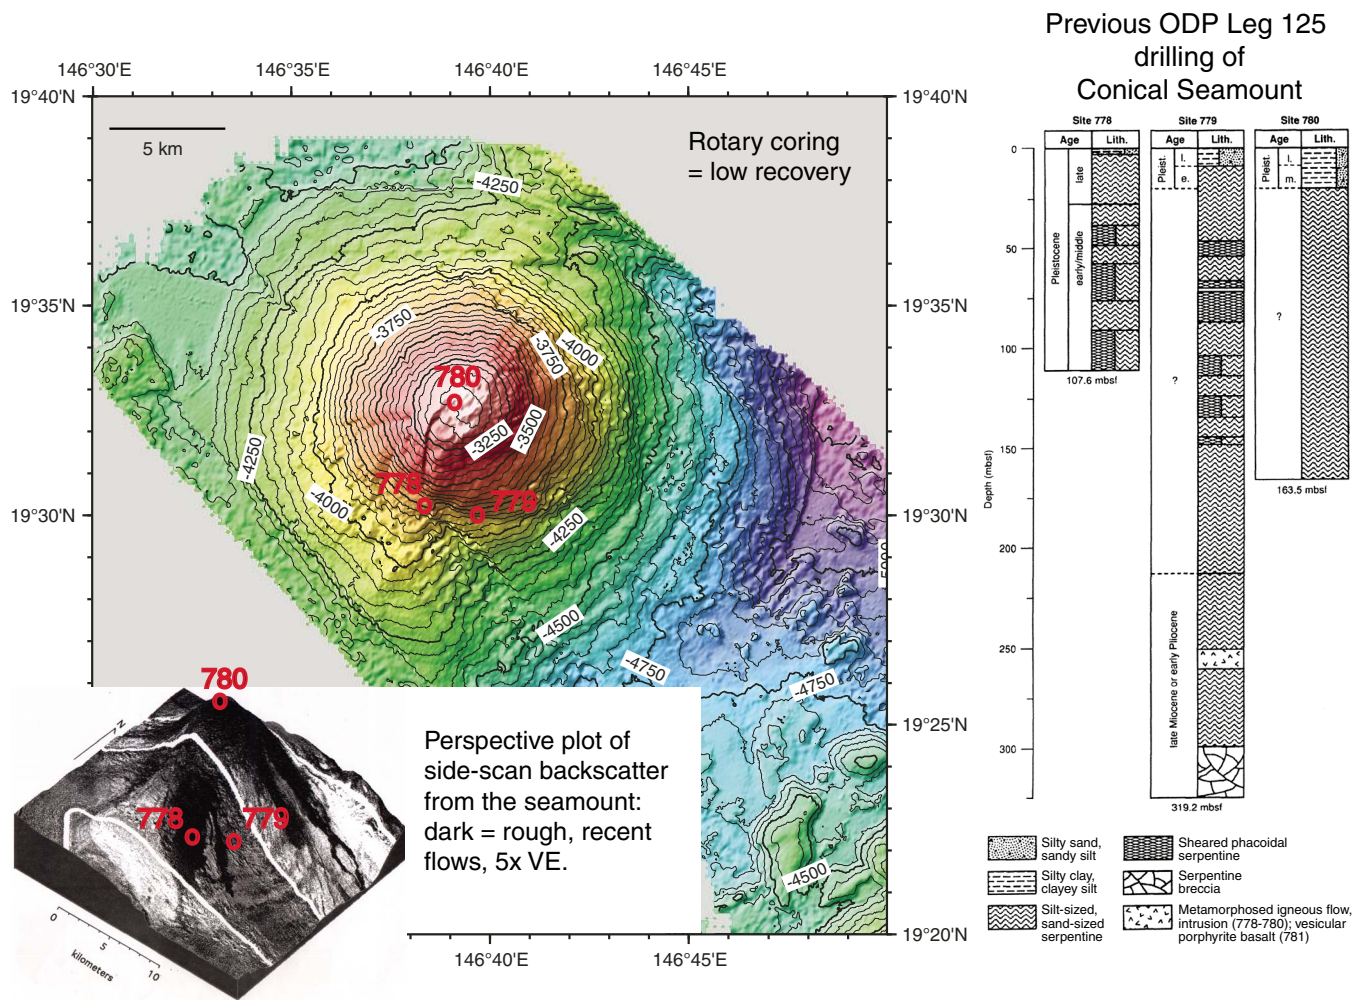 Previous ODP Leg 125
drilling of
Conical Seamount
146°30'E
146°35'E
146°40'E
146°45'E
19°40'N
19°40'N
5 km
Rotary coring
= low recovery
-4250
19°35'N
19°35'N
-3750
-3750
-4000
780
-3500
-3250
-4250
778
779
-4000
19°30'N
19°30'N
-4250
-4500
-4750
-4750
19°25'N
-4500
19°20'N
146°40'E
146°45'E
780
778
779
N
0
5
10
kilometers
Perspective plot of
side-scan backscatter
from the seamount:
dark = rough, recent
flows, 5x VE.
Site 778
Age
Lith.
Pleistocene
late
early/middle
107.6 mbsf
Site 779
Age
Lith.
Pleist.
l.
e.
?
late Miocene or early Pliocene
319.2 mbsf
Site 780
Age
Lith.
Pleist.
l.
m.
?
163.5 mbsf
Depth (mbsf)
0
50
100
150
200
250
300
Silty sand,
sandy silt
Silty clay,
clayey silt
Silt-sized,
sand-sized
serpentine
Sheared phacoidal
serpentine
Serpentine
breccia
Metamorphosed igneous flow,
intrusion (778-780); vesicular
porphyrite basalt (781)